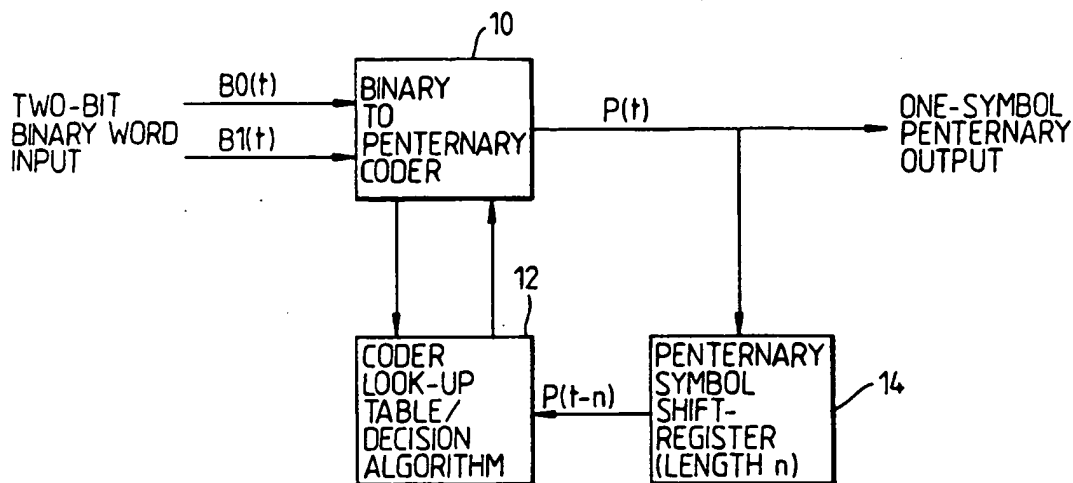 10
TWO-BIT
BINARY WORD
INPUT
B0(t)
B1(t)
BINARY
TO
PENTERNARY
CODER
P(t)
ONE-SYMBOL
PENTERNARY
OUTPUT
12
CODER
LOOK-UP
TABLE/
DECISION
ALGORITHM
P(t-n)
PENTERNARY
SYMBOL
SHIFT-
REGISTER
(LENGTH n)
14